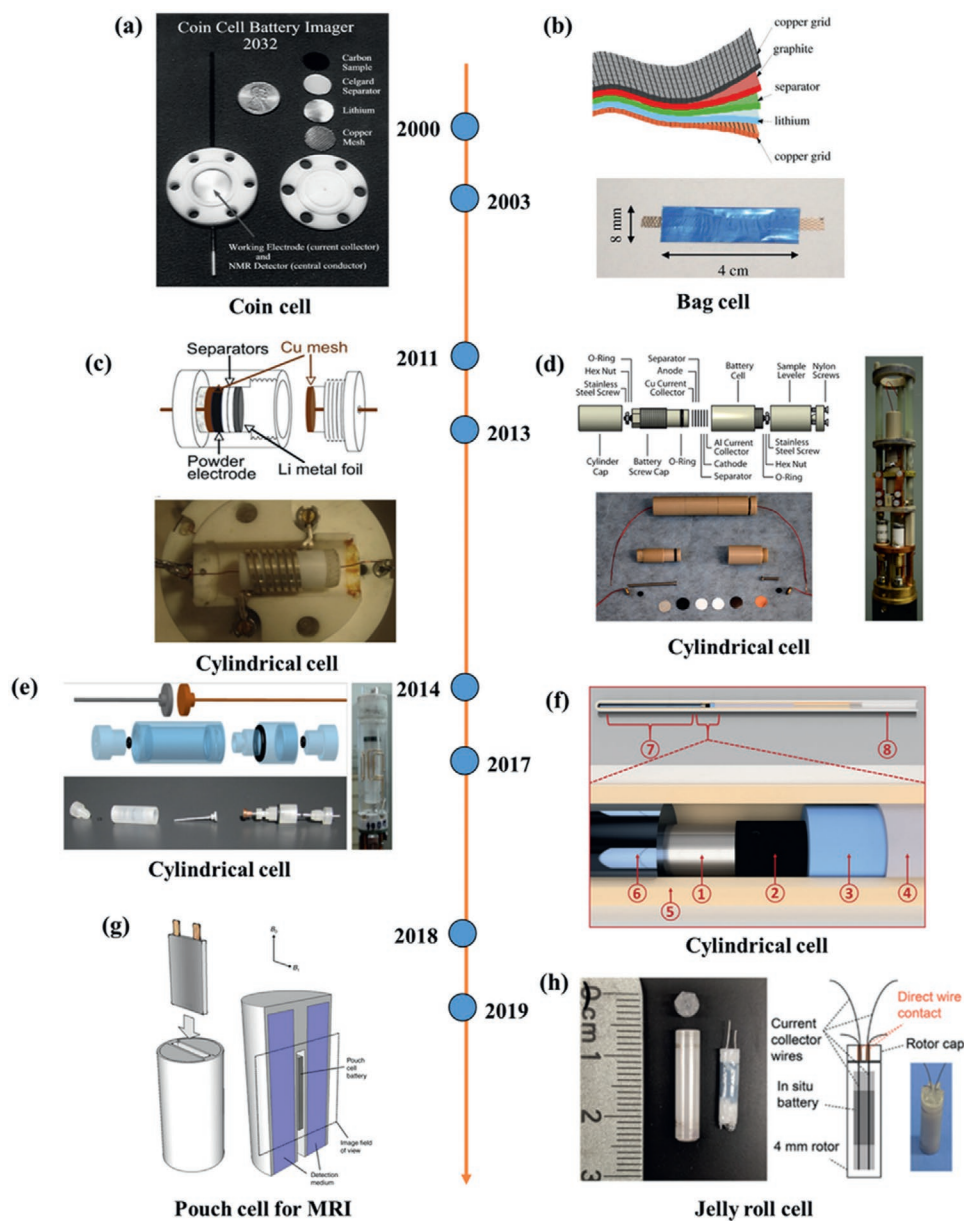 (a)
Coin Cell Battery Imager
2032
Carbon
Sample
Celgard
Separator
Lithium
Copper
Mesh
Working Electrode (current collector)
and
NMR Detector (central conductor)
Coin cell
2000
2003
(b)
copper grid
graphite
separator
lithium
copper grid
8 mm
4 cm
Bag cell
(c)
Separators
Cu mesh
Powder
electrode
Li metal foil
Cylindrical cell
2011
2013
(d)
O-Ring
Hex Nut
Stainless
Steel Screw
Separator
Anode
Cu Current
Collector
Battery
Cell
Sample
Leveler
Nylon
Screws
Cylinder
Cap
Battery
Screw Cap
O-Ring
Al Current
Collector
Cathode
Separator
Stainless
Steel Screw
Hex Nut
O-Ring
Cylindrical cell
(e)
Cylindrical cell
2014
2017
(f)
7
8
6
1
2
3
4
5
Cylindrical cell
(g)
B₀
B₁
Pouch
cell
battery
Image field
of view
Detection
medium
Pouch cell for MRI
2018
2019
(h)
0 cm
1
2
3
Current
collector
wires
Direct wire
contact
Rotor cap
In situ
battery
4 mm rotor
Jelly roll cell